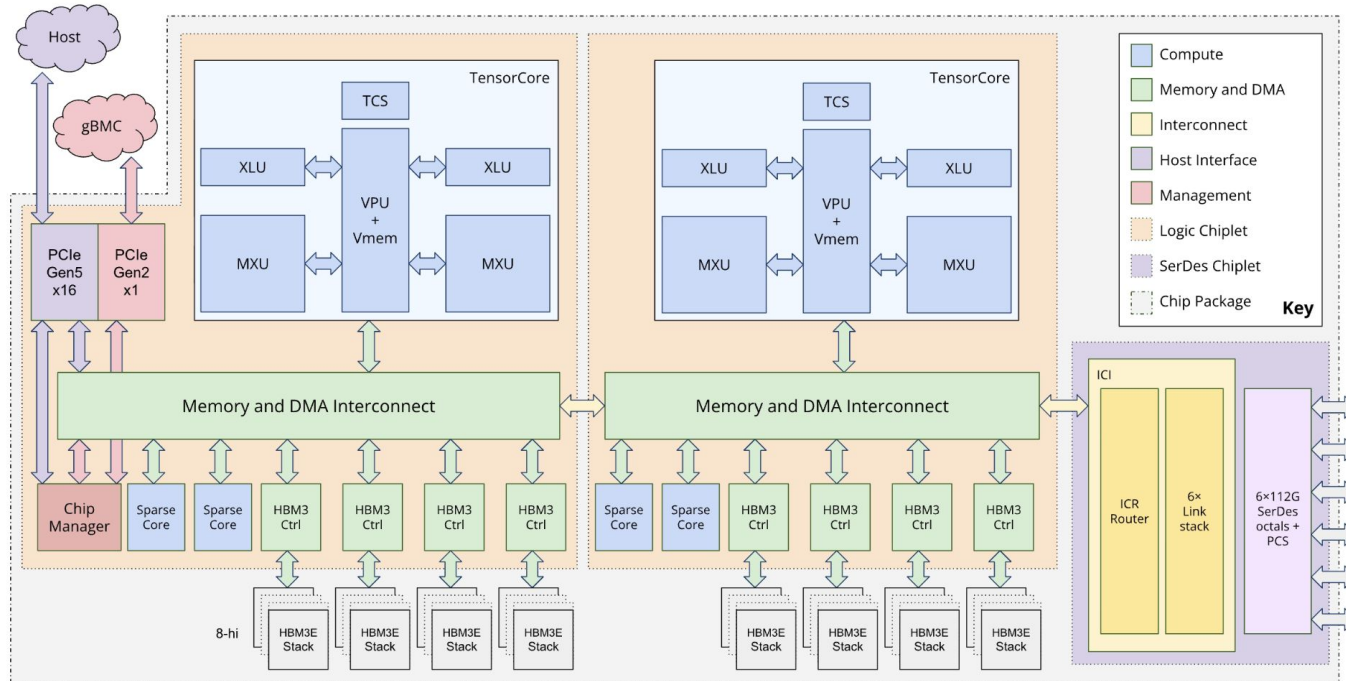 Host
gBMC
PCIe
Gen5
x16
PCIe
Gen2
x1
TensorCore
TCS
XLU
XLU
VPU
+
Vmem
MXU
MXU
TensorCore
TCS
XLU
XLU
VPU
+
Vmem
MXU
MXU
Key
Compute
Memory and DMA
Interconnect
Host Interface
Management
Logic Chiplet
SerDes Chiplet
Chip Package
Memory and DMA Interconnect
Memory and DMA Interconnect
Chip
Manager
Sparse
Core
Sparse
Core
HBM3
Ctrl
HBM3
Ctrl
HBM3
Ctrl
HBM3
Ctrl
Sparse
Core
Sparse
Core
HBM3
Ctrl
HBM3
Ctrl
HBM3
Ctrl
HBM3
Ctrl
ICI
ICR
Router
6×
Link
stack
6×112G
SerDes
octals +
PCS
8-hi
HBM3E
Stack
HBM3E
Stack
HBM3E
Stack
HBM3E
Stack
HBM3E
Stack
HBM3E
Stack
HBM3E
Stack
HBM3E
Stack